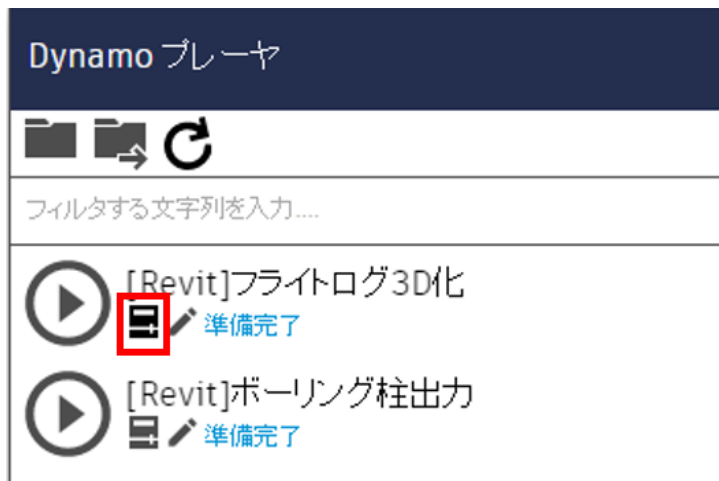 Dynamo プレーヤ
フィルタする文字列を入力....
[Revit]フライトログ3D化
準備完了
[Revit]ボーリング柱出力
準備完了